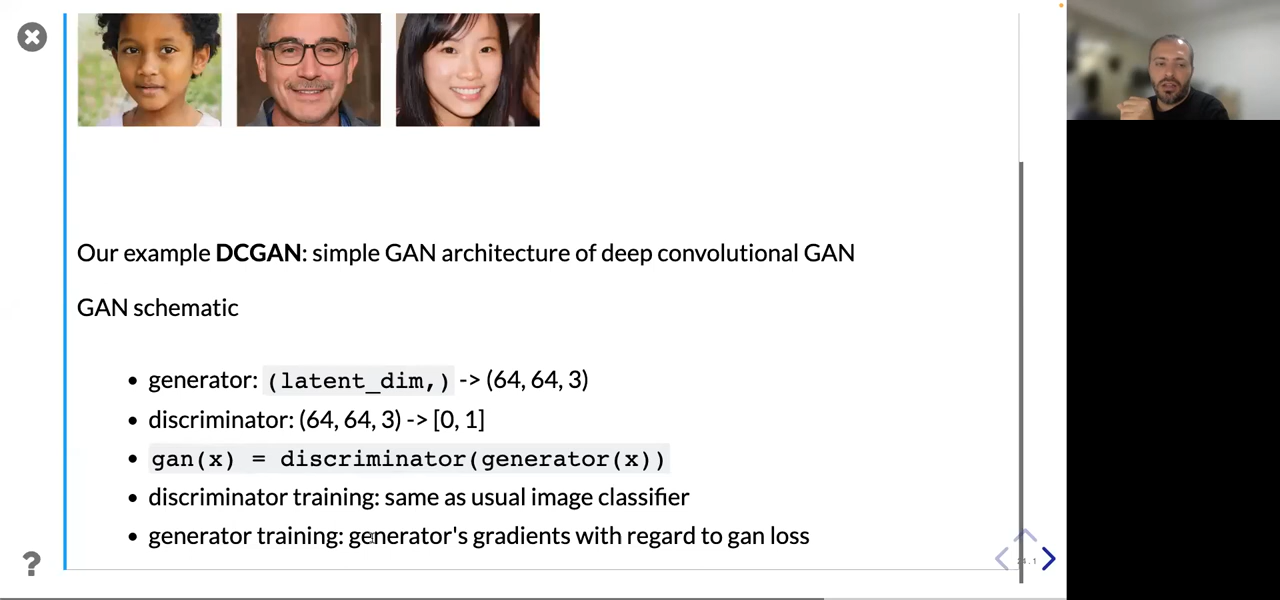 Our example DCGAN: simple GAN architecture of deep convolutional GAN
GAN schematic
• generator: (latent_dim,) -> (64, 64, 3)
• discriminator: (64, 64, 3) -> [0, 1]
• gan(x) = discriminator(generator(x))
• discriminator training: same as usual image classifier
• generator training: generator's gradients with regard to gan loss
?